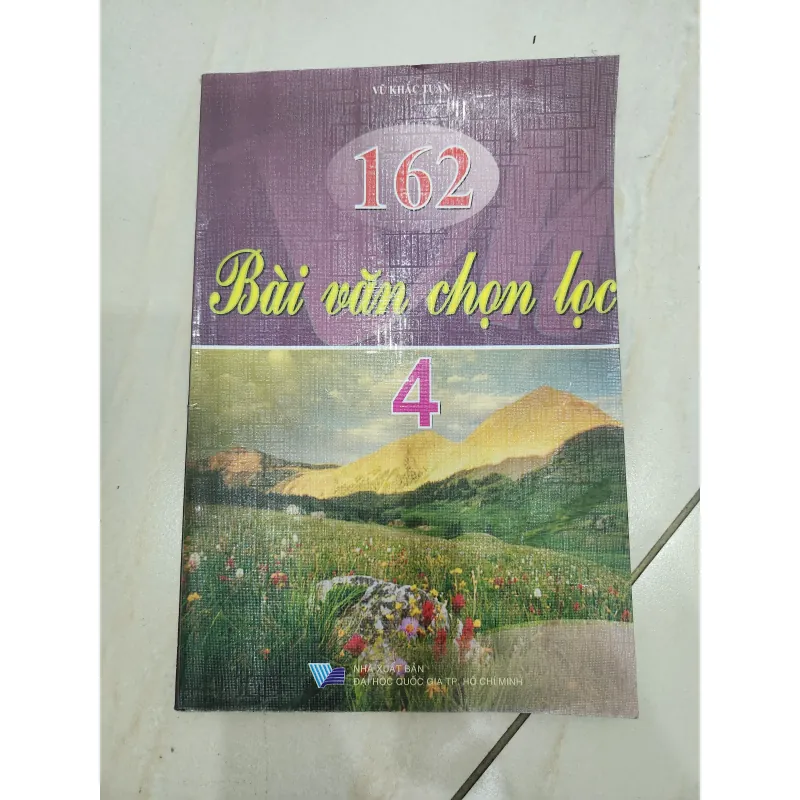 VŨ KHẮC TUÂN
162
Bài văn chọn lọc
4
NHÀ XUẤT BẢN
ĐẠI HỌC QUỐC GIA TP. HỒ CHÍ MINH